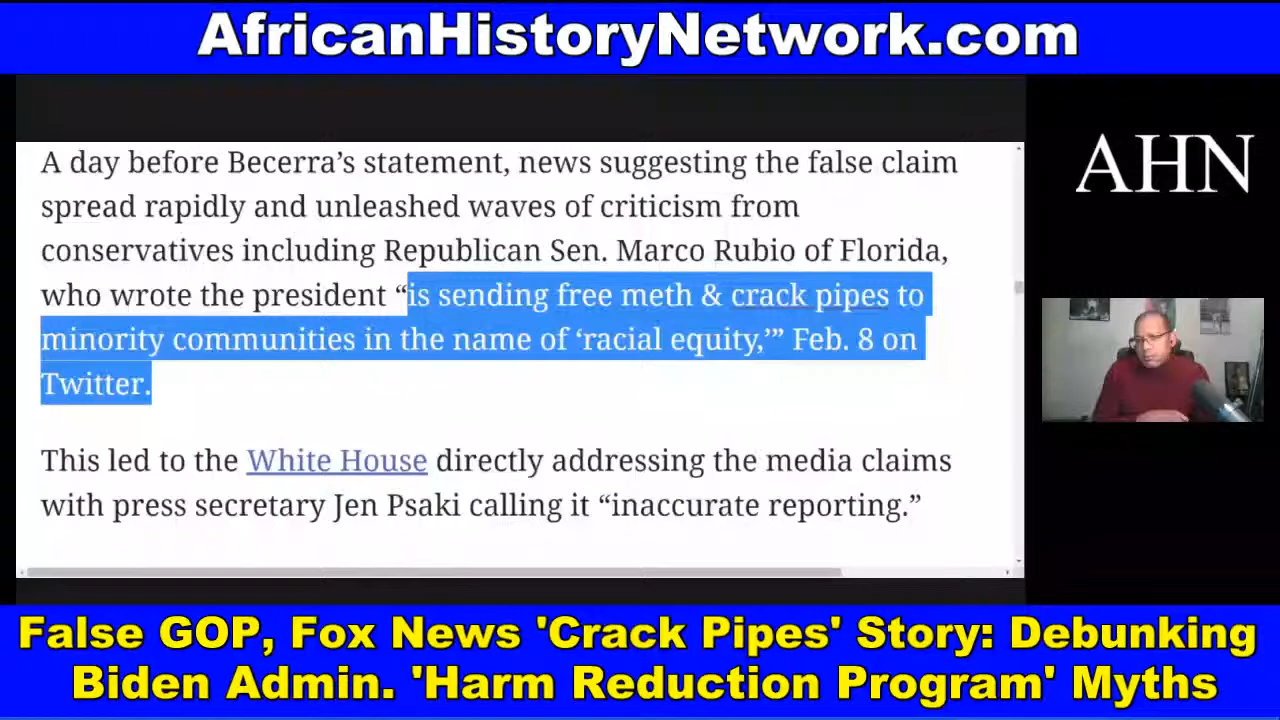 AfricanHistoryNetwork.com
A day before Becerra’s statement, news suggesting the false claim
spread rapidly and unleashed waves of criticism from
conservatives including Republican Sen. Marco Rubio of Florida,
who wrote the president “is sending free meth & crack pipes to
minority communities in the name of ‘racial equity,’” Feb. 8 on
Twitter.
This led to the White House directly addressing the media claims
with press secretary Jen Psaki calling it “inaccurate reporting.”
AHN
False GOP, Fox News 'Crack Pipes' Story: Debunking
Biden Admin. 'Harm Reduction Program' Myths